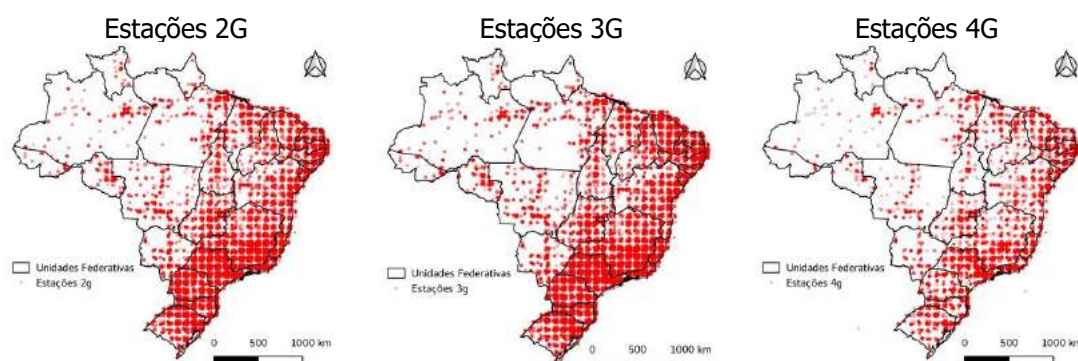 Estações 2G
Unidades Federativas
Estações 2g
0 500 1000 km
Estações 3G
Unidades Federativas
Estações 3g
0 500 1000 km
Estações 4G
Unidades Federativas
Estações 4g
0 500 1000 km